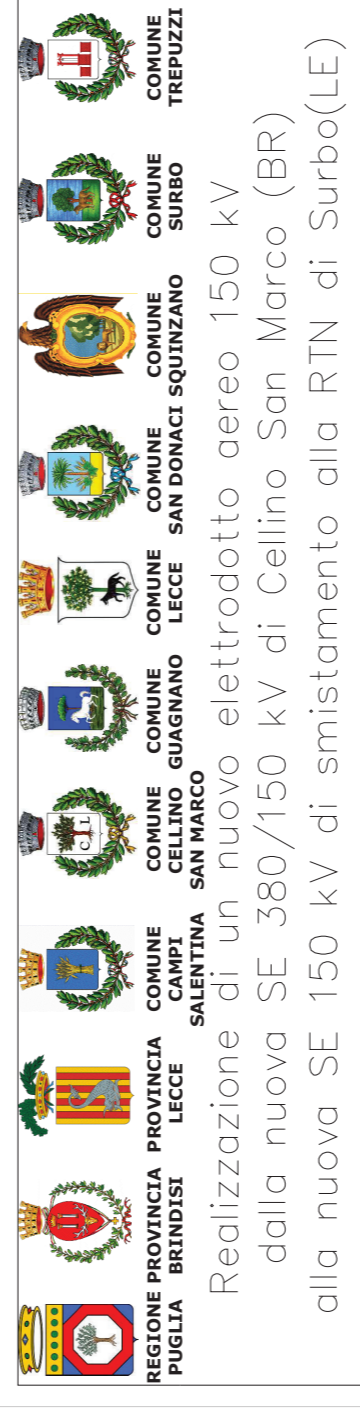 REGIONE PUGLIA
PROVINCIA BRINDISI
PROVINCIA LECCE
COMUNE CAMPI SALENTINA
COMUNE CELLINO SAN MARCO
COMUNE GUAGNANO
COMUNE LECCE
COMUNE SAN DONACI
COMUNE SQUINZANO
COMUNE SURBO
COMUNE TREPUZZI
C L
Realizzazione di un nuovo elettrodotto aereo 150 kV
dalla nuova SE 380/150 kV di Cellino San Marco (BR)
alla nuova SE 150 kV di smistamento alla RTN di Surbo(LE)